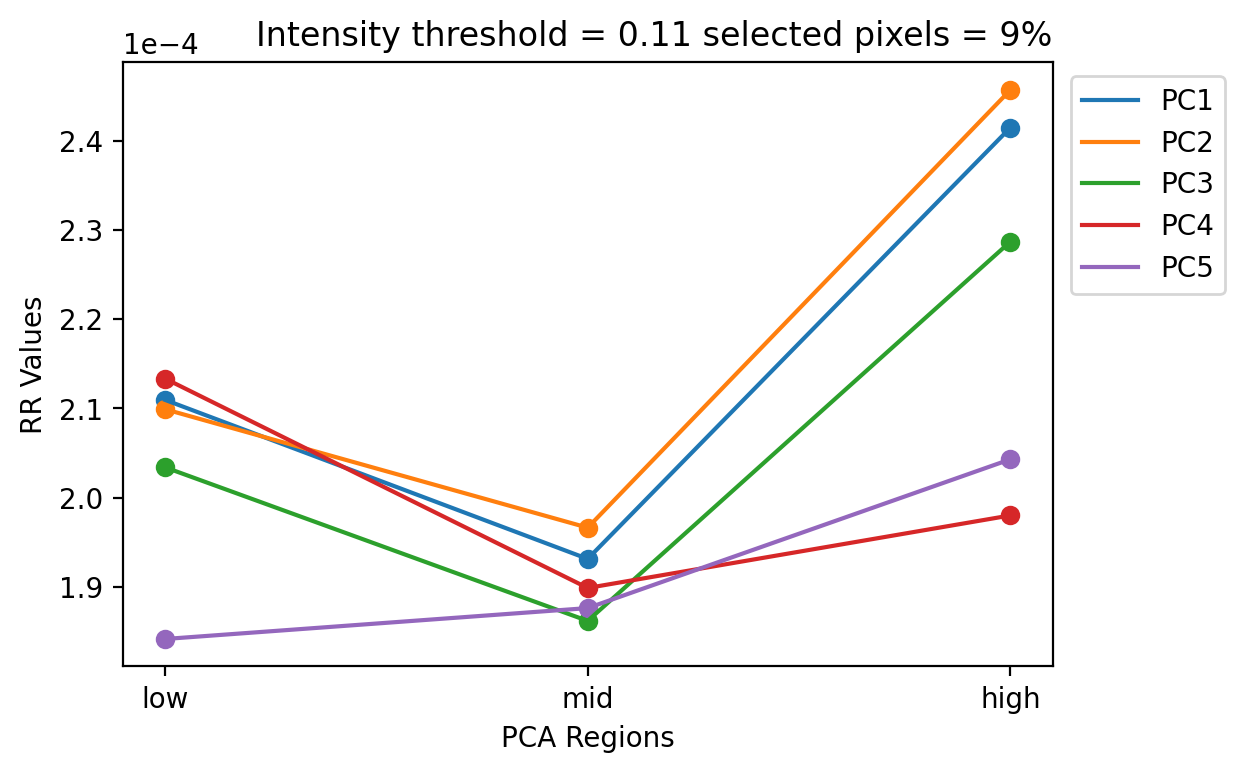 Intensity threshold = 0.11 selected pixels = 9%
1e−4
2.4
2.3
2.2
2.1
2.0
1.9
RR Values
low
mid
high
PCA Regions
PC1
PC2
PC3
PC4
PC5